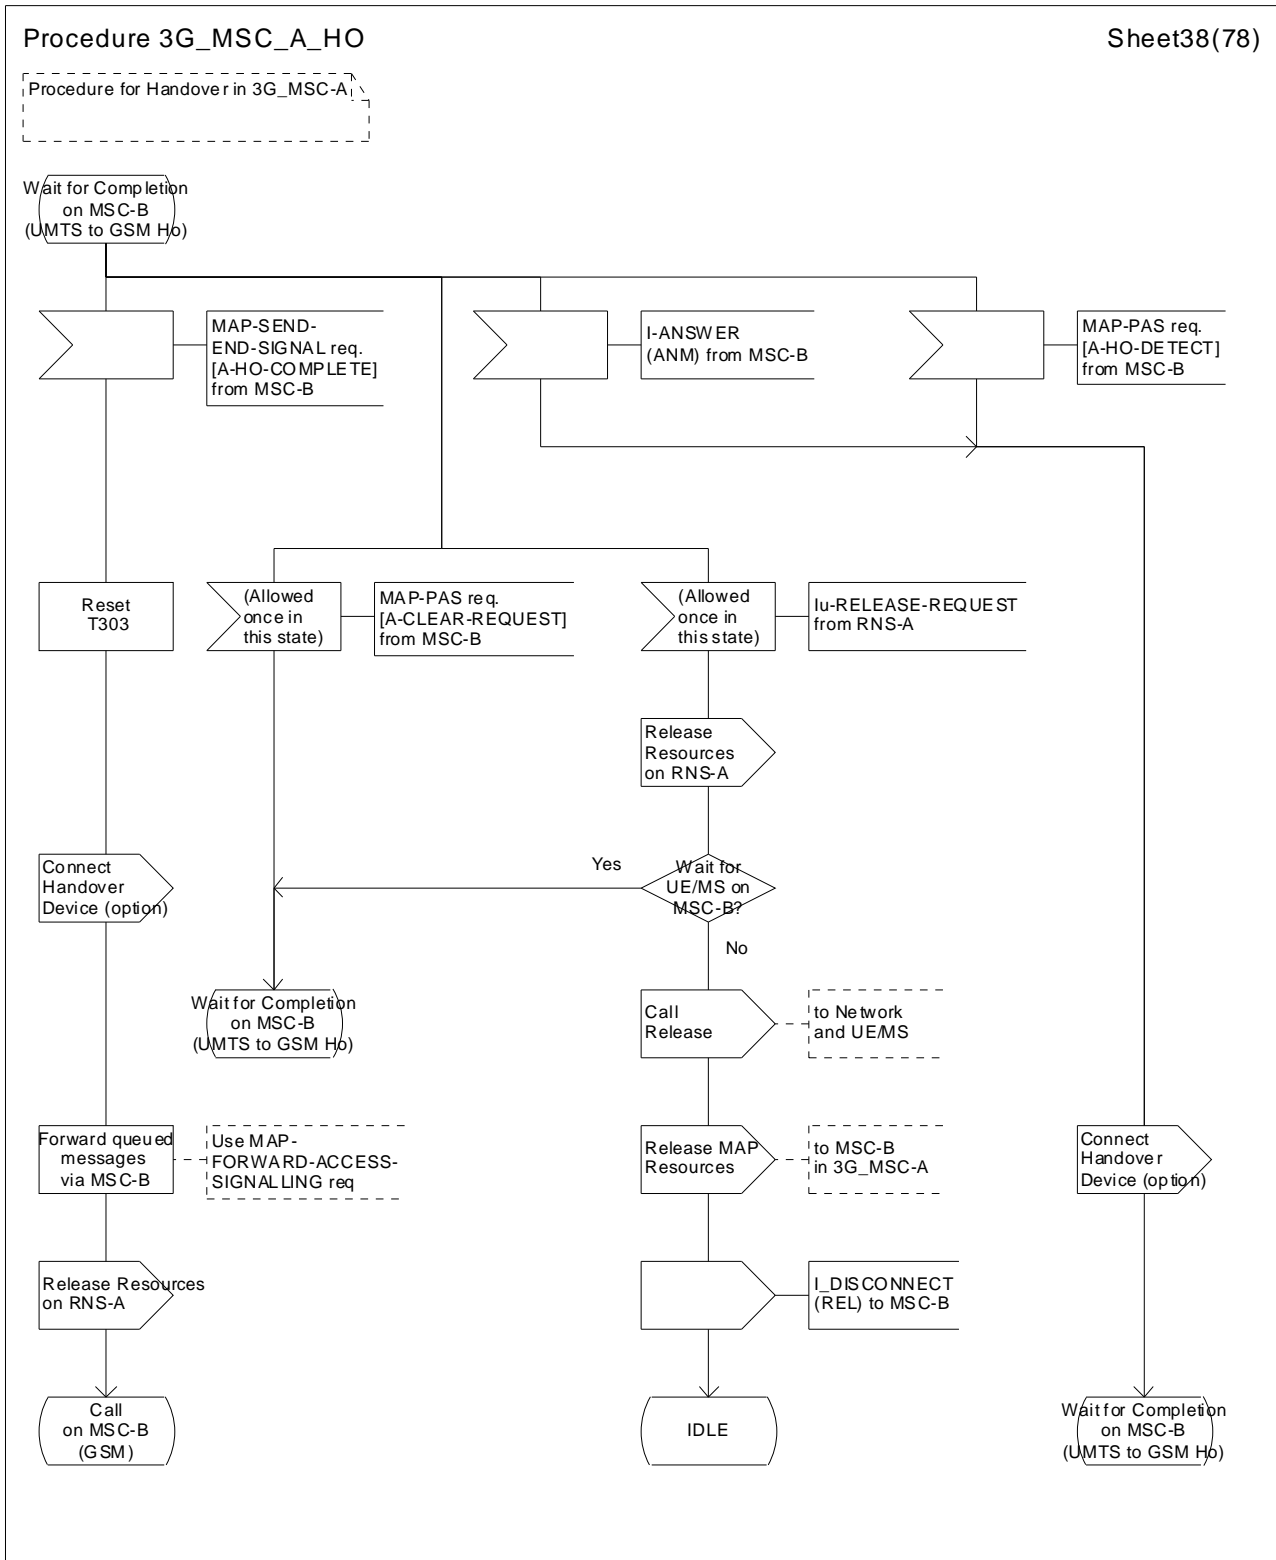 Procedure 3G_MSC_A_HO
Sheet38(78)
Procedure for Handover in 3G_MSC-A
Wait for Completion
on MSC-B
(UMTS to GSM Ho)
MAP-SEND-
END-SIGNAL req.
[A-HO-COMPLETE]
from MSC-B
I-ANSWER
(ANM) from MSC-B
MAP-PAS req.
[A-HO-DETECT]
from MSC-B
Reset
T303
(Allowed
once in
this state)
MAP-PAS req.
[A-CLEAR-REQUEST]
from MSC-B
(Allowed
once in
this state)
Iu-RELEASE-REQUEST
from RNS-A
Release
Resources
on RNS-A
Connect
Handover
Device (option)
Yes
Wait for
UE/MS on
MSC-B?
No
Wait for Completion
on MSC-B
(UMTS to GSM Ho)
Call
Release
to Network
and UE/MS
Forward queued
messages
via MSC-B
Use MAP-
FORWARD-ACCESS-
SIGNALLING req
Release MAP
Resources
to MSC-B
in 3G_MSC-A
Connect
Handover
Device (option)
Release Resources
on RNS-A
I_DISCONNECT
(REL) to MSC-B
Call
on MSC-B
(GSM)
IDLE
Wait for Completion
on MSC-B
(UMTS to GSM Ho)